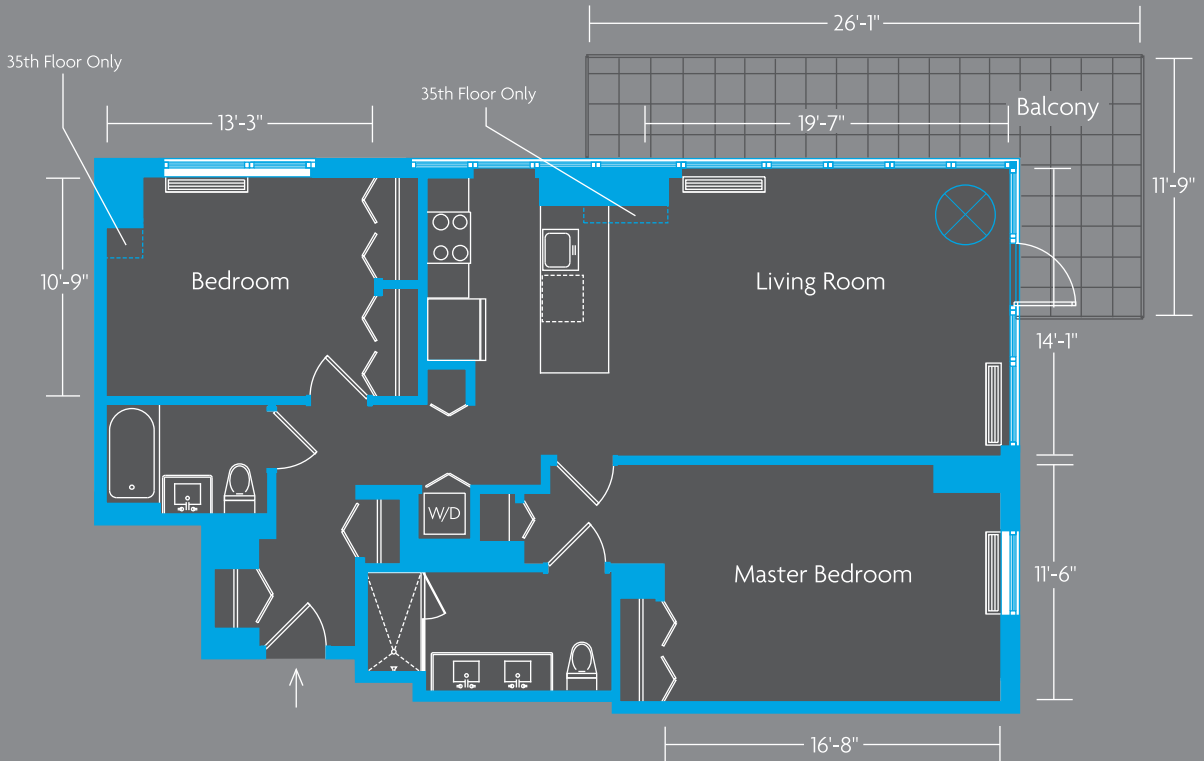 26'-1"
35th Floor Only
35th Floor Only
Balcony
13'-3"
19'-7"
11'-9"
10'-9"
Bedroom
Living Room
14'-1"
W/D
Master Bedroom
11'-6"
16'-8"